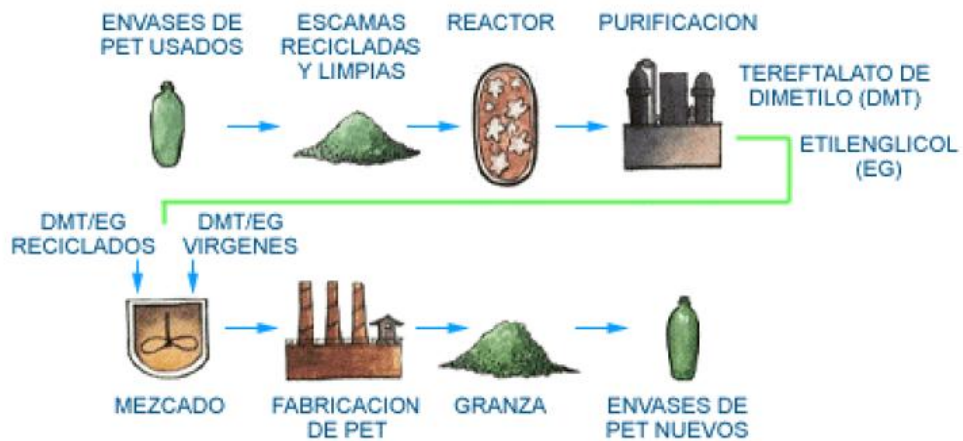 ENVASES DE
PET USADOS
ESCAMAS
RECICLADAS
Y LIMPIAS
REACTOR
PURIFICACION
TEREFTALATO DE
DIMETILO (DMT)
ETILENGLICOL
(EG)
DMT/EG
RECICLADOS
DMT/EG
VIRGENES
MEZCADO
FABRICACION
DE PET
GRANZA
ENVASES DE
PET NUEVOS